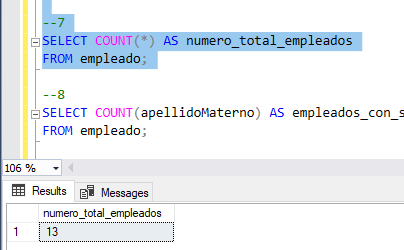 --7
SELECT COUNT(*) AS numero_total_empleados
FROM empleado;
--8
SELECT COUNT(apellidoMaterno) AS empleados_con_s
FROM empleado;
106 %
Results Messages
numero_total_empleados
1 13